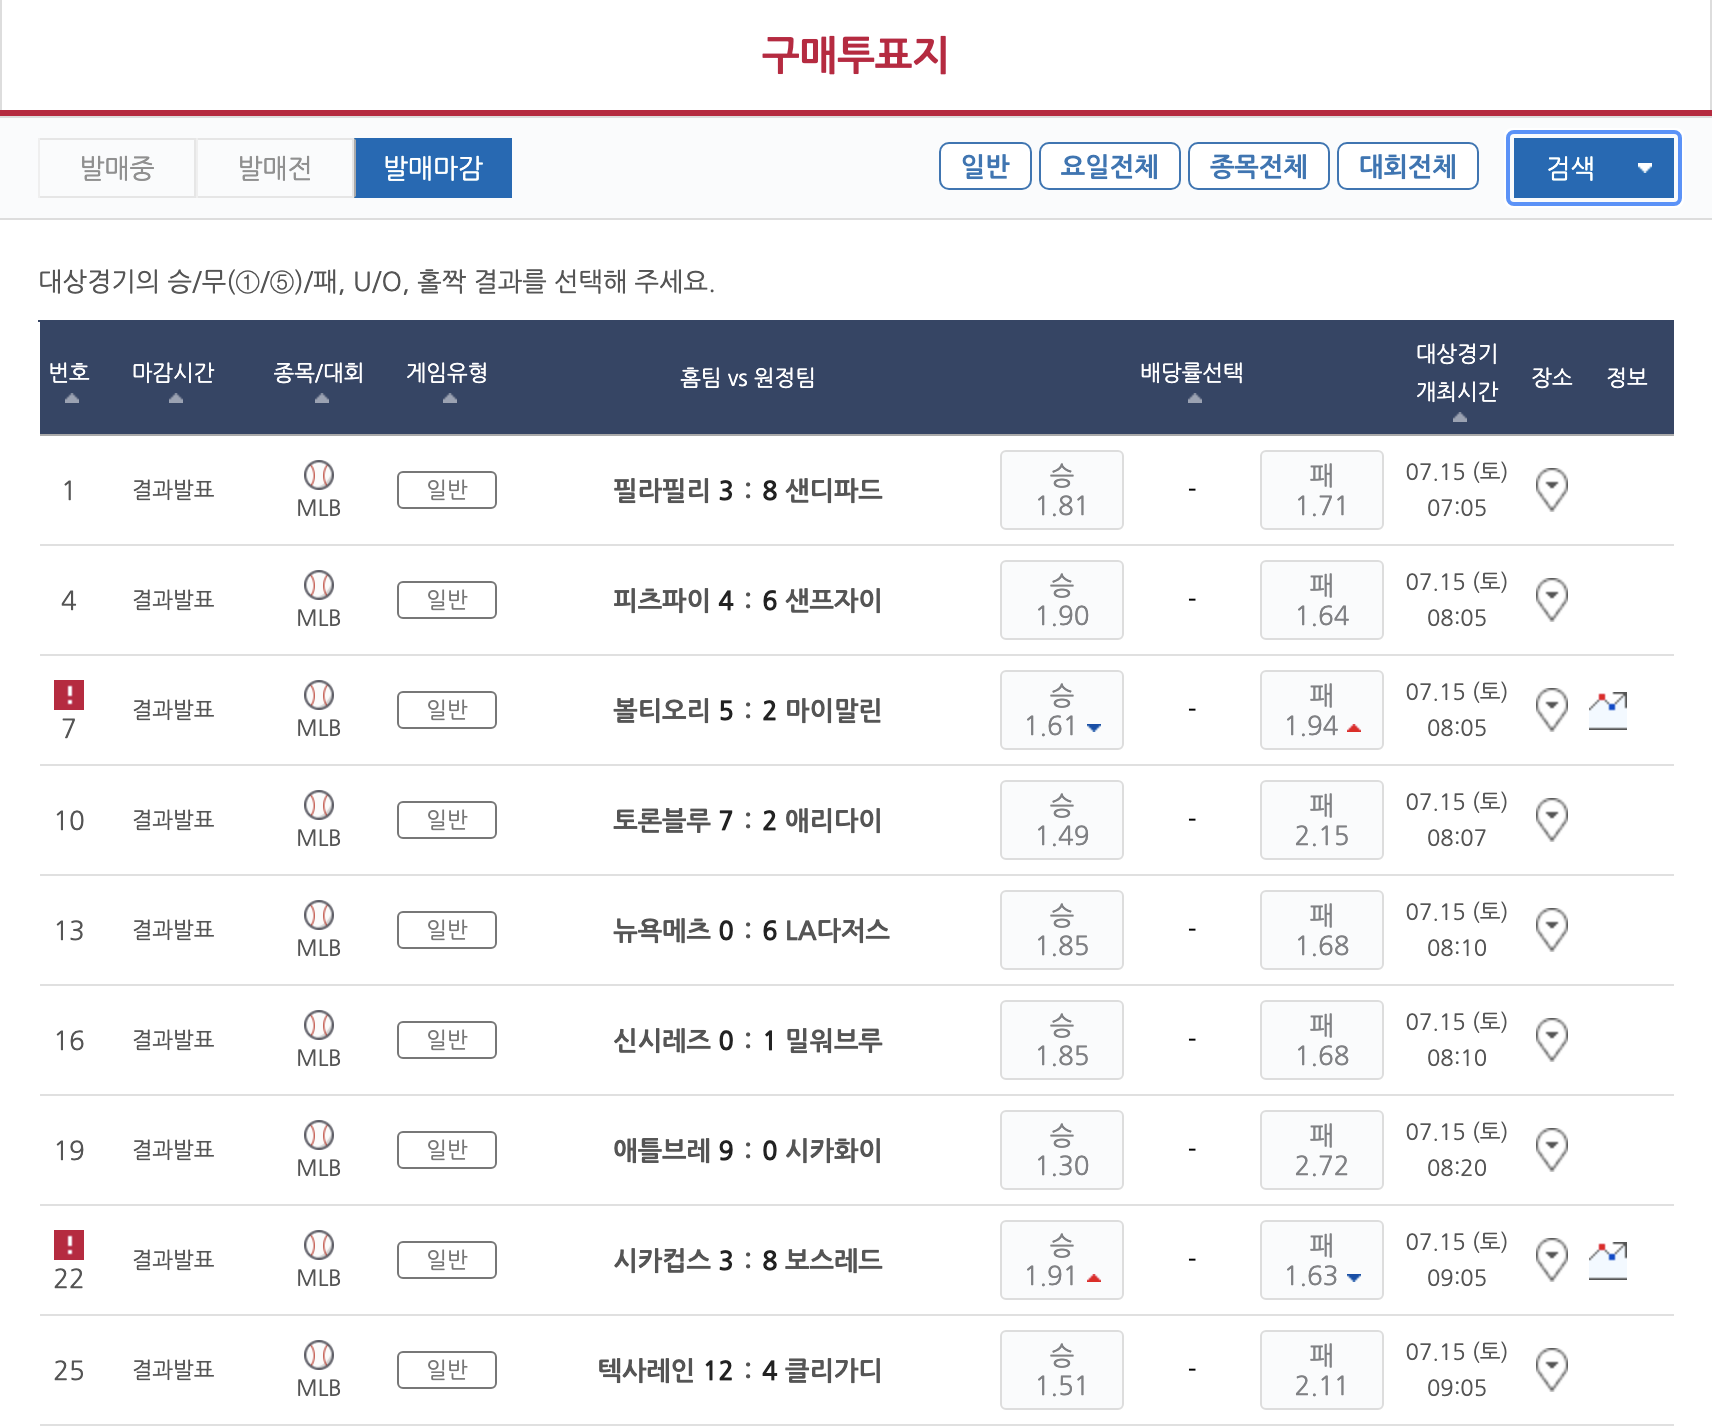 구매투표지
발매중 발매전 발매마감 일반 요일전체 종목전체 대회전체 검색
대상경기의 승/무(①/⑤)/패, U/O, 홀짝 결과를 선택해 주세요.
번호 마감시간 종목/대회 게임유형 홈팀 vs 원정팀 배당률선택 대상경기 개최시간 장소 정보
1 결과발표 MLB 일반 필라필리 3 : 8 샌디파드 승 1.81 - 패 1.71 07.15 (토) 07:05
4 결과발표 MLB 일반 피츠파이 4 : 6 샌프자이 승 1.90 - 패 1.64 07.15 (토) 08:05
! 7 결과발표 MLB 일반 볼티오리 5 : 2 마이말린 승 1.61 - 패 1.94 07.15 (토) 08:05
10 결과발표 MLB 일반 토론블루 7 : 2 애리다이 승 1.49 - 패 2.15 07.15 (토) 08:07
13 결과발표 MLB 일반 뉴욕메츠 0 : 6 LA다저스 승 1.85 - 패 1.68 07.15 (토) 08:10
16 결과발표 MLB 일반 신시레즈 0 : 1 밀워브루 승 1.85 - 패 1.68 07.15 (토) 08:10
19 결과발표 MLB 일반 애틀브레 9 : 0 시카화이 승 1.30 - 패 2.72 07.15 (토) 08:20
! 22 결과발표 MLB 일반 시카컵스 3 : 8 보스레드 승 1.91 - 패 1.63 07.15 (토) 09:05
25 결과발표 MLB 일반 텍사레인 12 : 4 클리가디 승 1.51 - 패 2.11 07.15 (토) 09:05